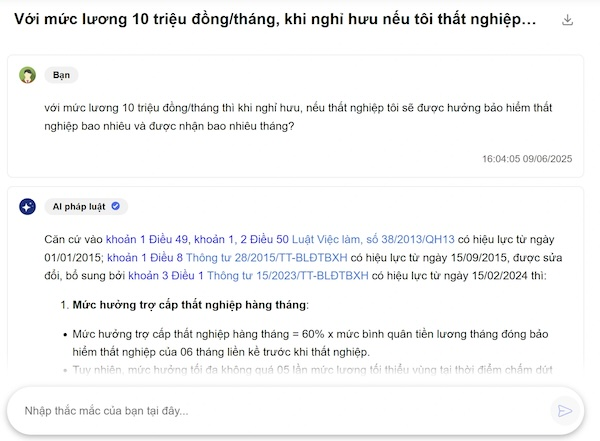 Với mức lương 10 triệu đồng/tháng, khi nghỉ hưu nếu tôi thất nghiệp…
Bạn
với mức lương 10 triệu đồng/tháng thì khi nghỉ hưu, nếu thất nghiệp tôi sẽ được hưởng bảo hiểm thất
nghiệp bao nhiêu và được nhận bao nhiêu tháng?
16:04:05 09/06/2025
AI pháp luật
Căn cứ vào khoản 1 Điều 49, khoản 1, 2 Điều 50 Luật Việc làm, số 38/2013/QH13 có hiệu lực từ ngày
01/01/2015; khoản 1 Điều 8 Thông tư 28/2015/TT-BLĐTBXH có hiệu lực từ ngày 15/09/2015, được sửa
đổi, bổ sung bởi khoản 3 Điều 1 Thông tư 15/2023/TT-BLĐTBXH có hiệu lực từ ngày 15/02/2024 thì:
1. Mức hưởng trợ cấp thất nghiệp hàng tháng:
• Mức hưởng trợ cấp thất nghiệp hàng tháng = 60% x mức bình quân tiền lương tháng đóng bảo
hiểm thất nghiệp của 06 tháng liền kề trước khi thất nghiệp.
• Tuy nhiên, mức hưởng tối đa không quá 05 lần mức lương tối thiểu vùng tại thời điểm chấm dứt
Nhập thắc mắc của bạn tại đây...